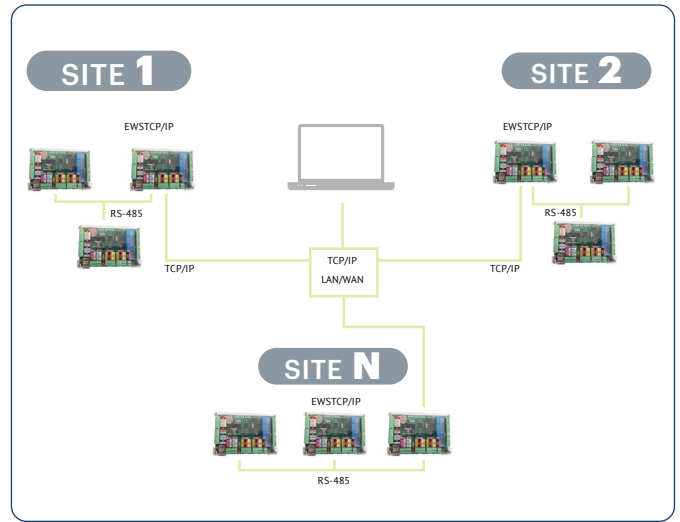 SITE 1
SITE 2
EWSTCP/IP
EWSTCP/IP
RS-485
RS-485
TCP/IP
TCP/IP
TCP/IP
LAN/WAN
SITE N
EWSTCP/IP
RS-485